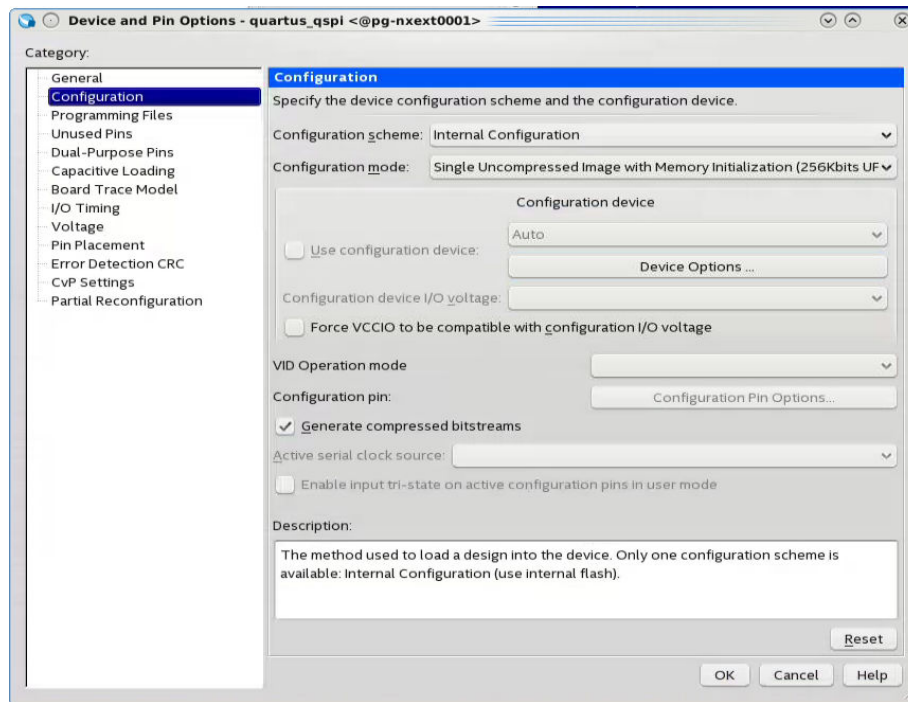 Device and Pin Options - quartus_qspi <@pg-nxext0001>
Category:
General
Configuration
Programming Files
Unused Pins
Dual-Purpose Pins
Capacitive Loading
Board Trace Model
I/O Timing
Voltage
Pin Placement
Error Detection CRC
CvP Settings
Partial Reconfiguration
Configuration
Specify the device configuration scheme and the configuration device.
Configuration scheme: Internal Configuration
Configuration mode: Single Uncompressed Image with Memory Initialization (256Kbits UF
Configuration device
Use configuration device: Auto
Device Options ...
Configuration device I/O voltage:
Force VCCIO to be compatible with configuration I/O voltage
VID Operation mode
Configuration pin: Configuration Pin Options...
Generate compressed bitstreams
Active serial clock source:
Enable input tri-state on active configuration pins in user mode
Description:
The method used to load a design into the device. Only one configuration scheme is
available: Internal Configuration (use internal flash).
Reset
OK Cancel Help